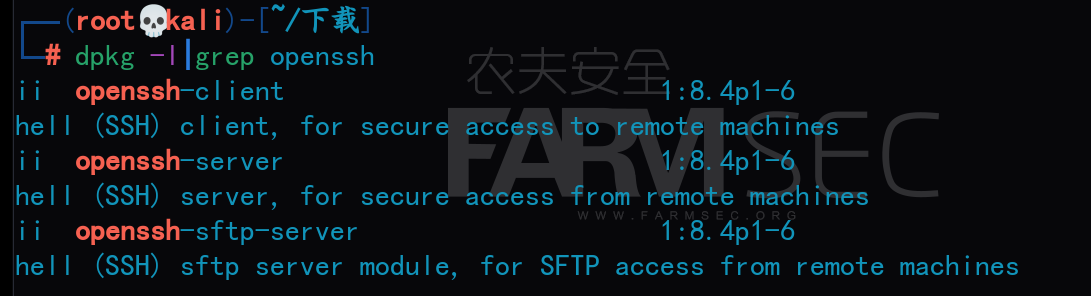 ┌──(root💀kali)-[~/下载]
└─# dpkg -l|grep openssh
农夫安全
FARMSEC
WWW.FARMSEC.ORG
ii  openssh-client                         1:8.4p1-6
hell (SSH) client, for secure access to remote machines
ii  openssh-server                         1:8.4p1-6
hell (SSH) server, for secure access from remote machines
ii  openssh-sftp-server                    1:8.4p1-6
hell (SSH) sftp server module, for SFTP access from remote machines